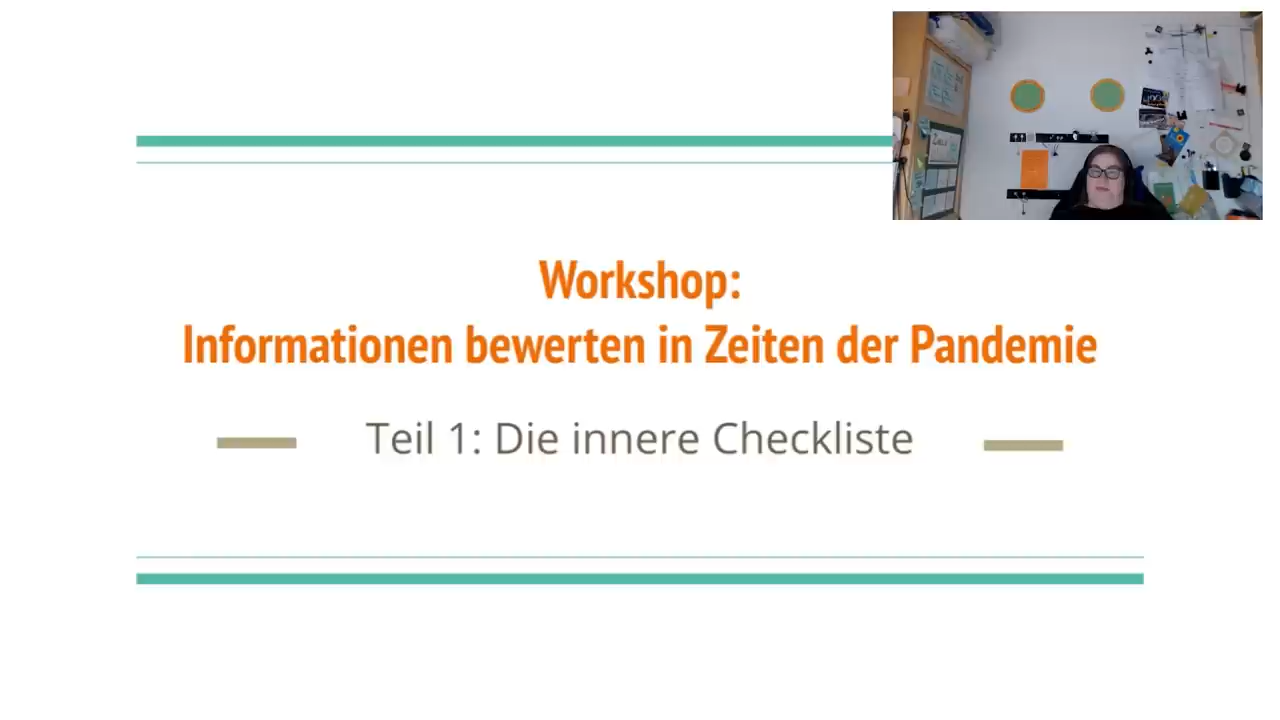 Workshop:
Informationen bewerten in Zeiten der Pandemie
Teil 1: Die innere Checkliste